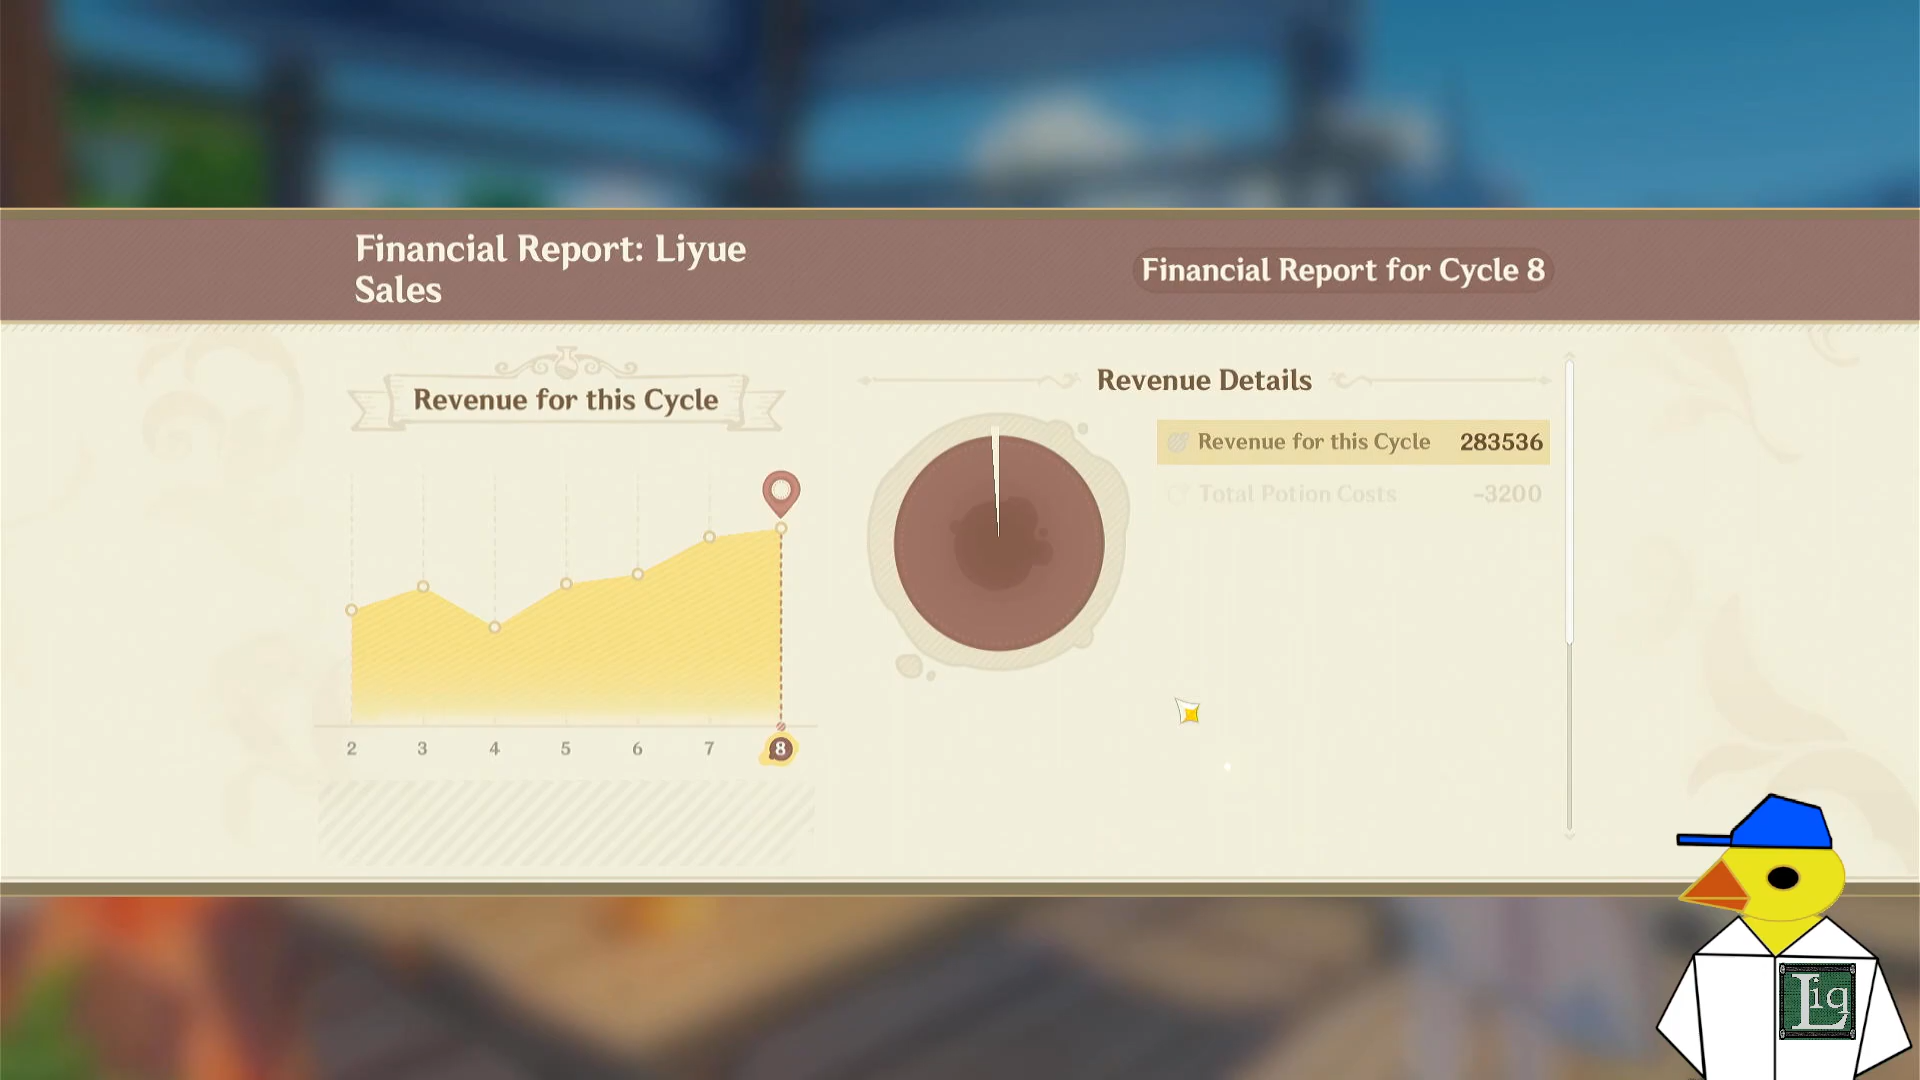 Financial Report: Liyue
Sales
Financial Report for Cycle 8
Revenue for this Cycle
2 3 4 5 6 7 8
Revenue Details
Revenue for this Cycle 283536
Total Potion Costs -3200
Liq